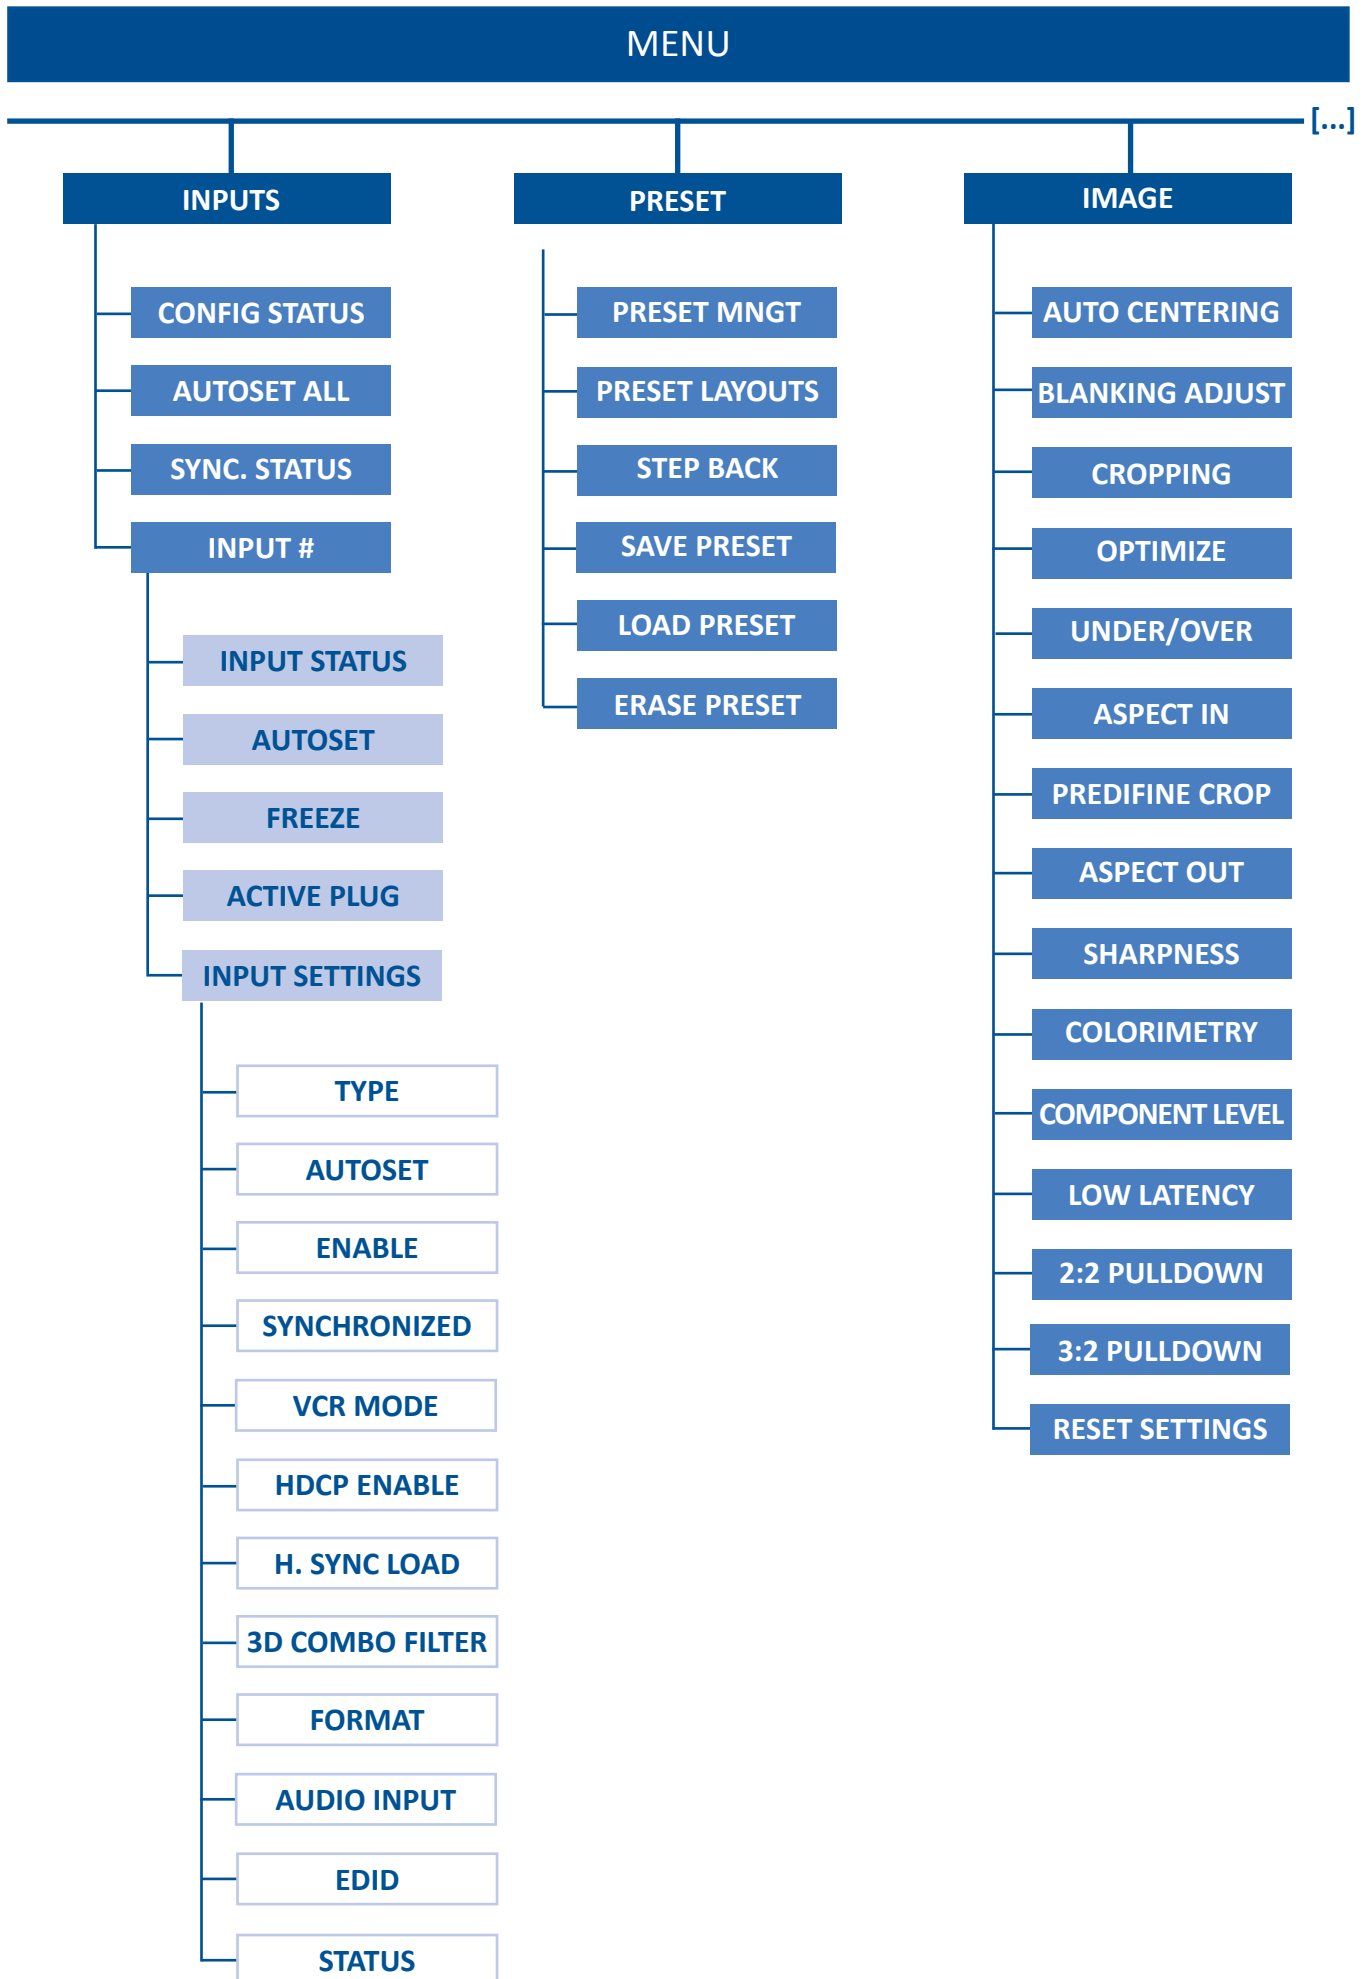 MENU
[...]
INPUTS
CONFIG STATUS
AUTOSET ALL
SYNC. STATUS
INPUT #
INPUT STATUS
AUTOSET
FREEZE
ACTIVE PLUG
INPUT SETTINGS
TYPE
AUTOSET
ENABLE
SYNCHRONIZED
VCR MODE
HDCP ENABLE
H. SYNC LOAD
3D COMBO FILTER
FORMAT
AUDIO INPUT
EDID
STATUS
PRESET
PRESET MNGT
PRESET LAYOUTS
STEP BACK
SAVE PRESET
LOAD PRESET
ERASE PRESET
IMAGE
AUTO CENTERING
BLANKING ADJUST
CROPPING
OPTIMIZE
UNDER/OVER
ASPECT IN
PREDIFINE CROP
ASPECT OUT
SHARPNESS
COLORIMETRY
COMPONENT LEVEL
LOW LATENCY
2:2 PULLDOWN
3:2 PULLDOWN
RESET SETTINGS